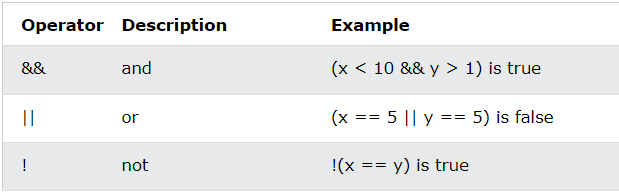 Operator Description Example
&& and (x < 10 && y > 1) is true
|| or (x == 5 || y == 5) is false
! not !(x == y) is true